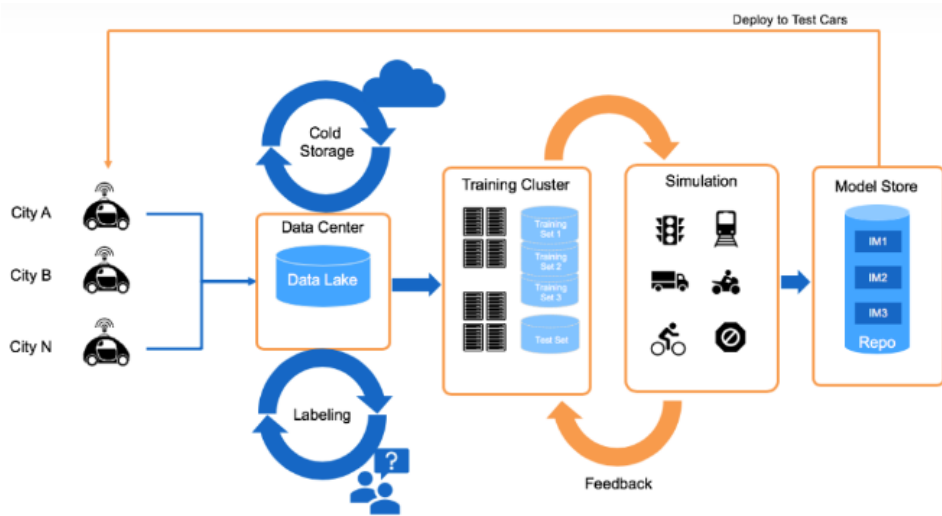 Deploy to Test Cars
Cold
Storage
Training Cluster
Simulation
Model Store
City A
City B
City N
Data Center
Data Lake
Training
Set 1
Training
Set 2
Training
Set 3
Test Set
IM1
IM2
IM3
Repo
Labeling
?
Feedback